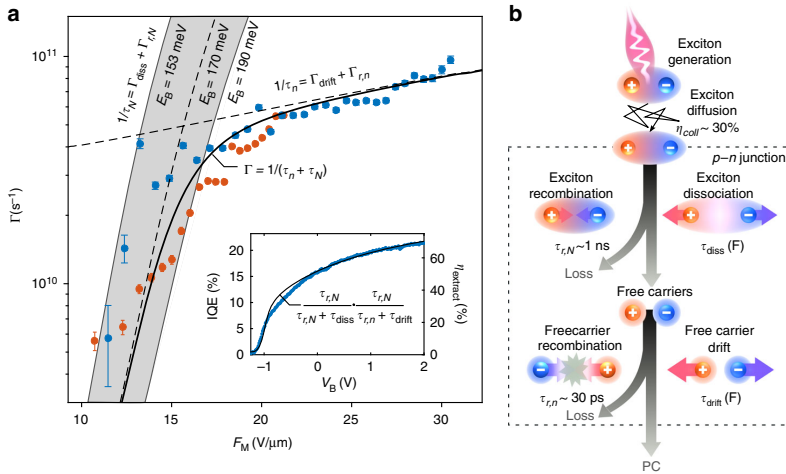 a
10¹¹
10¹⁰
Γ(s⁻¹)
1/τ_N = Γ_diss + Γ_r,N
E_B = 153 meV
E_B = 170 meV
E_B = 190 meV
1/τ_n = Γ_drift + Γ_r,n
Γ = 1/(τ_n + τ_N)
10
15
20
25
30
F_M (V/μm)
IQE (%)
20
15
10
5
0
60
40
20
0
η_extract (%)
τ_r,N / (τ_r,N + τ_diss) · τ_r,N / (τ_r,n + τ_drift)
−1
0
1
2
V_B (V)
b
Exciton
generation
Exciton
diffusion
η_coll ~ 30%
p–n junction
Exciton
recombination
Exciton
dissociation
+
−
τ_r,N~1 ns
τ_diss (F)
Loss
Free carriers
+
−
Freecarrier
recombination
Free carrier
drift
−
+
+
−
τ_r,n ~ 30 ps
τ_drift (F)
Loss
PC